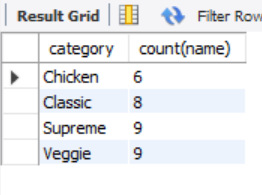 Result Grid Filter Row
category count(name)
Chicken 6
Classic 8
Supreme 9
Veggie 9